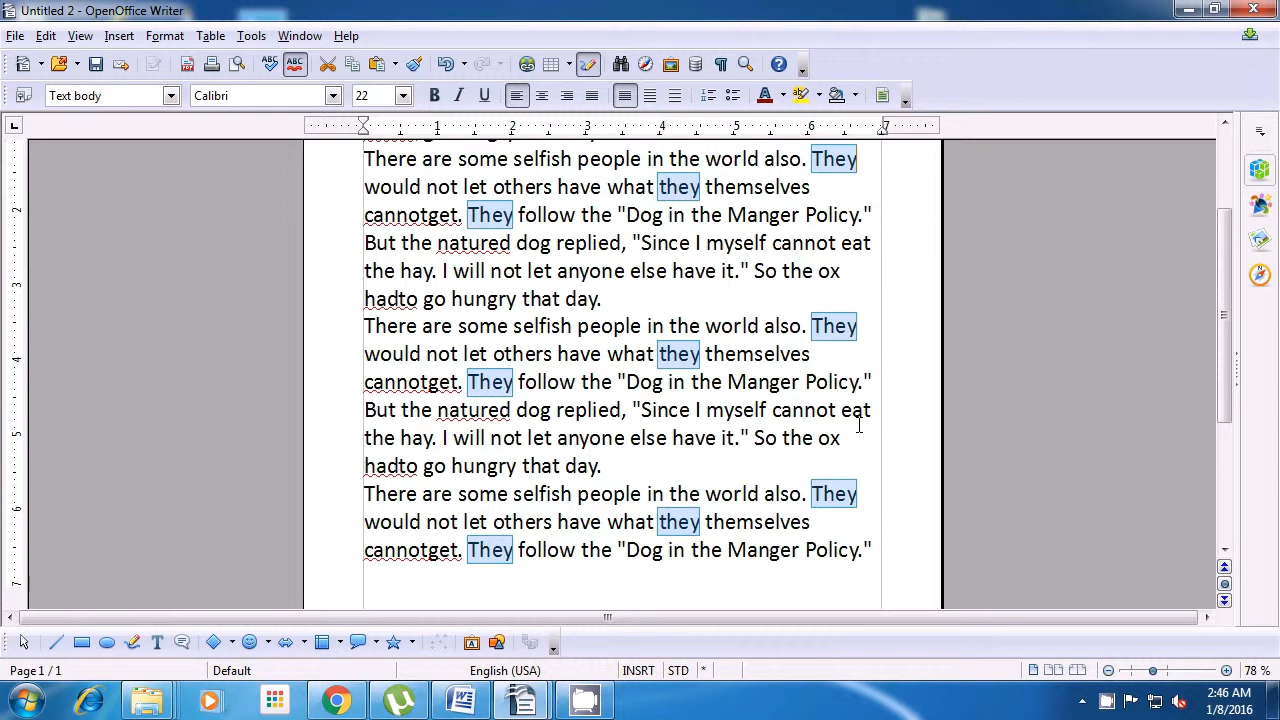 Untitled 2 - OpenOffice Writer
File Edit View Insert Format Table Tools Window Help
Text body Calibri 22
1 2 3 4 5 6 7
There are some selfish people in the world also. They
would not let others have what they themselves
cannotget. They follow the "Dog in the Manger Policy."
But the natured dog replied, "Since I myself cannot eat
the hay. I will not let anyone else have it." So the ox
hadto go hungry that day.
There are some selfish people in the world also. They
would not let others have what they themselves
cannotget. They follow the "Dog in the Manger Policy."
But the natured dog replied, "Since I myself cannot eat
the hay. I will not let anyone else have it." So the ox
hadto go hungry that day.
There are some selfish people in the world also. They
would not let others have what they themselves
cannotget. They follow the "Dog in the Manger Policy."
Page 1 / 1 Default English (USA) INSRT STD * 78 %
2:46 AM
1/8/2016